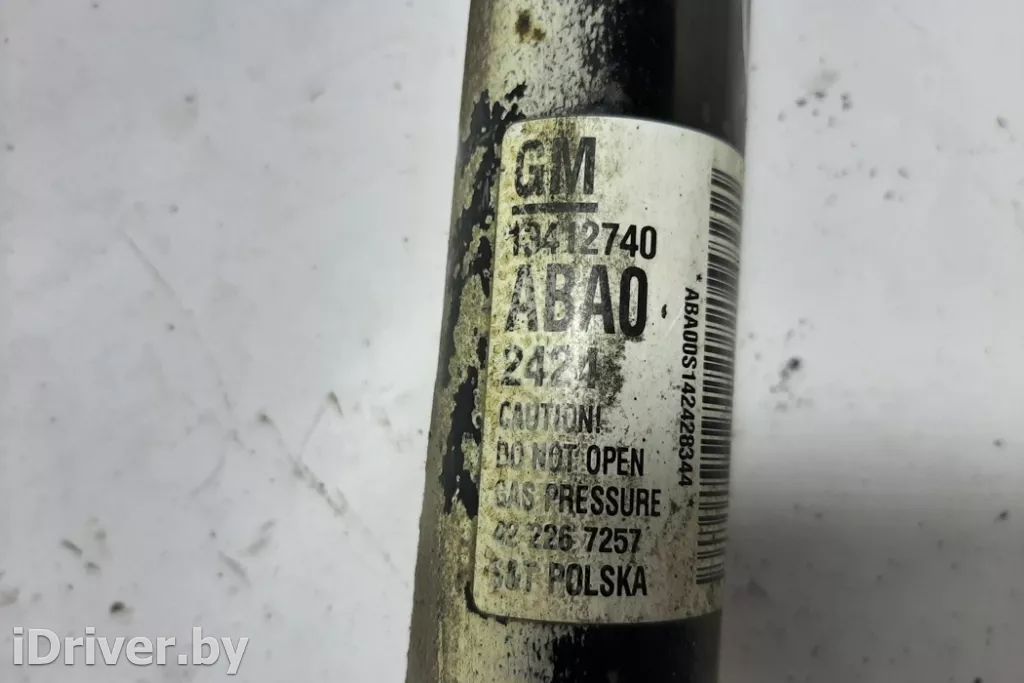 GM
13412740
ABA0
2424
CAUTION!
DO NOT OPEN
GAS PRESSURE
42 226 7257
S&T POLSKA
*ABA00S142428344*
iDriver.by